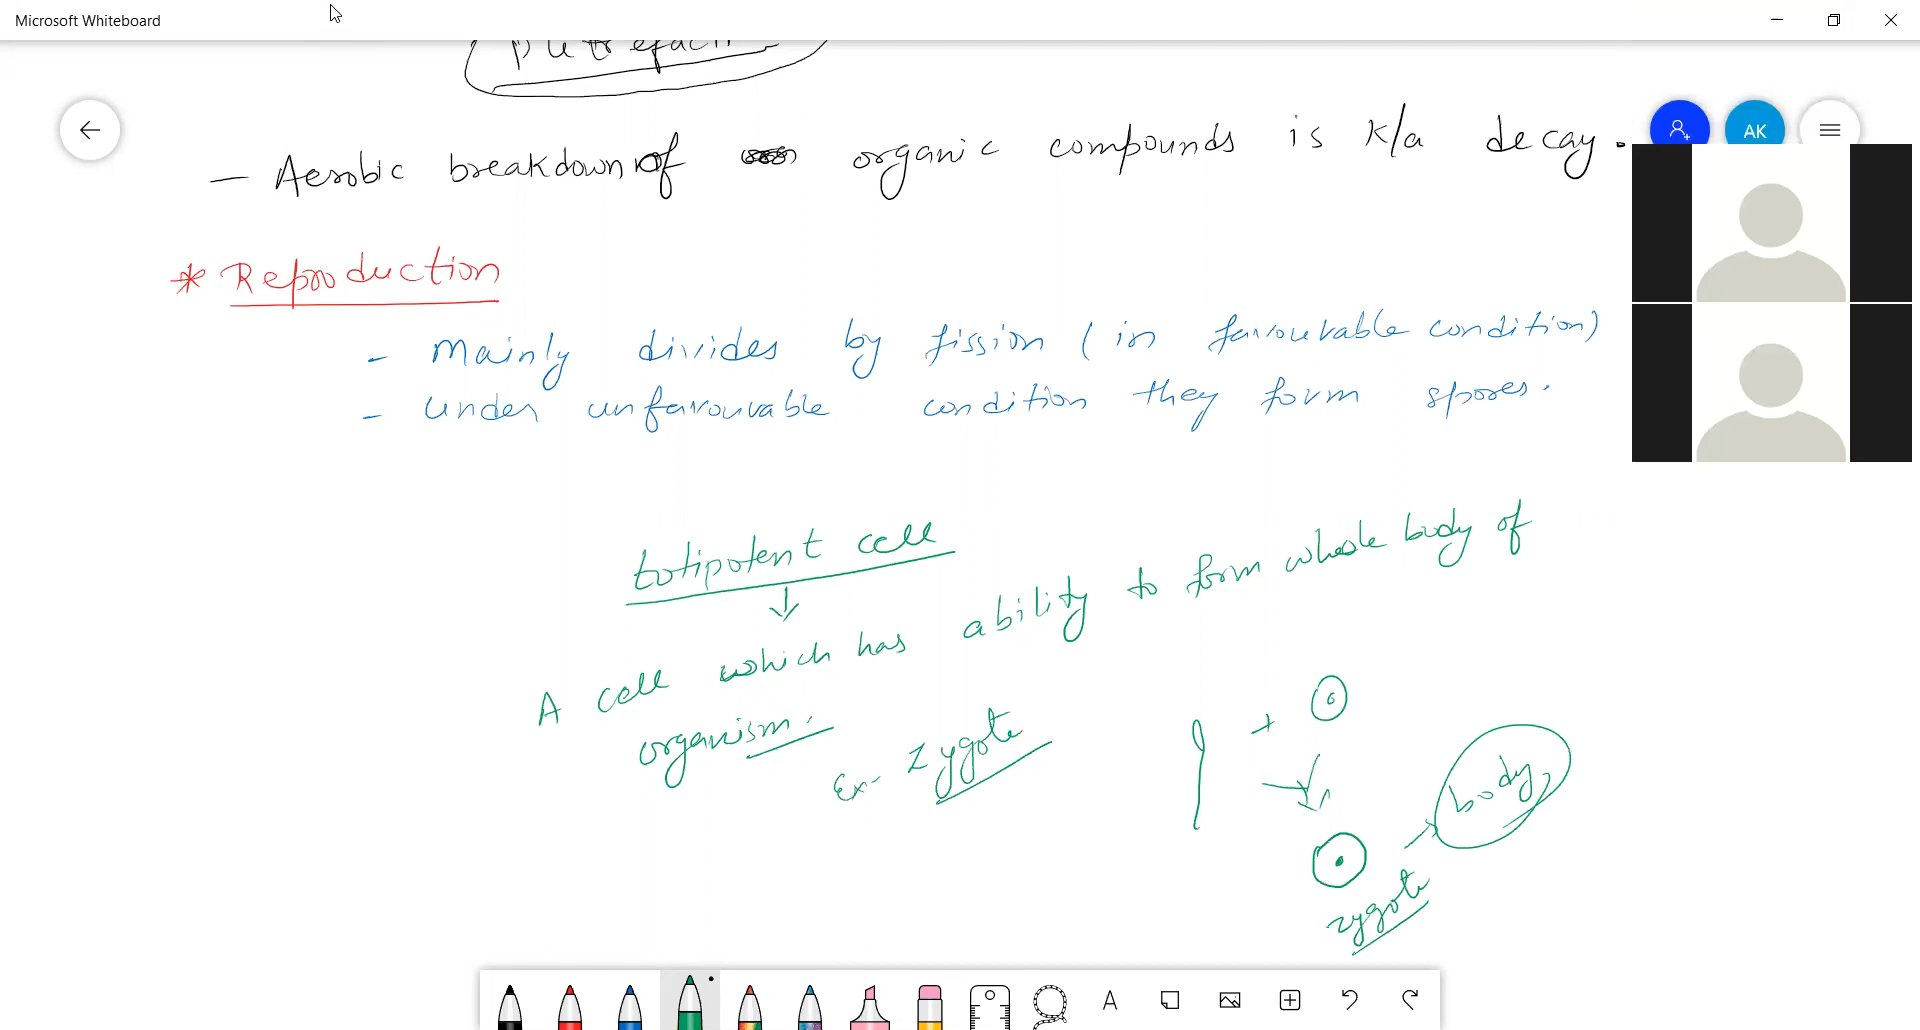 Microsoft Whiteboard
AK
- Aerobic breakdown of organic compounds is k/a decay.
* Reproduction
- Mainly divides by fission (in favourable condition)
- under unfavourable condition they form spores.
totipotent cell
↓
A cell which has ability to form whole body of
organism.
Ex- Zygote
+
body
zygote
A